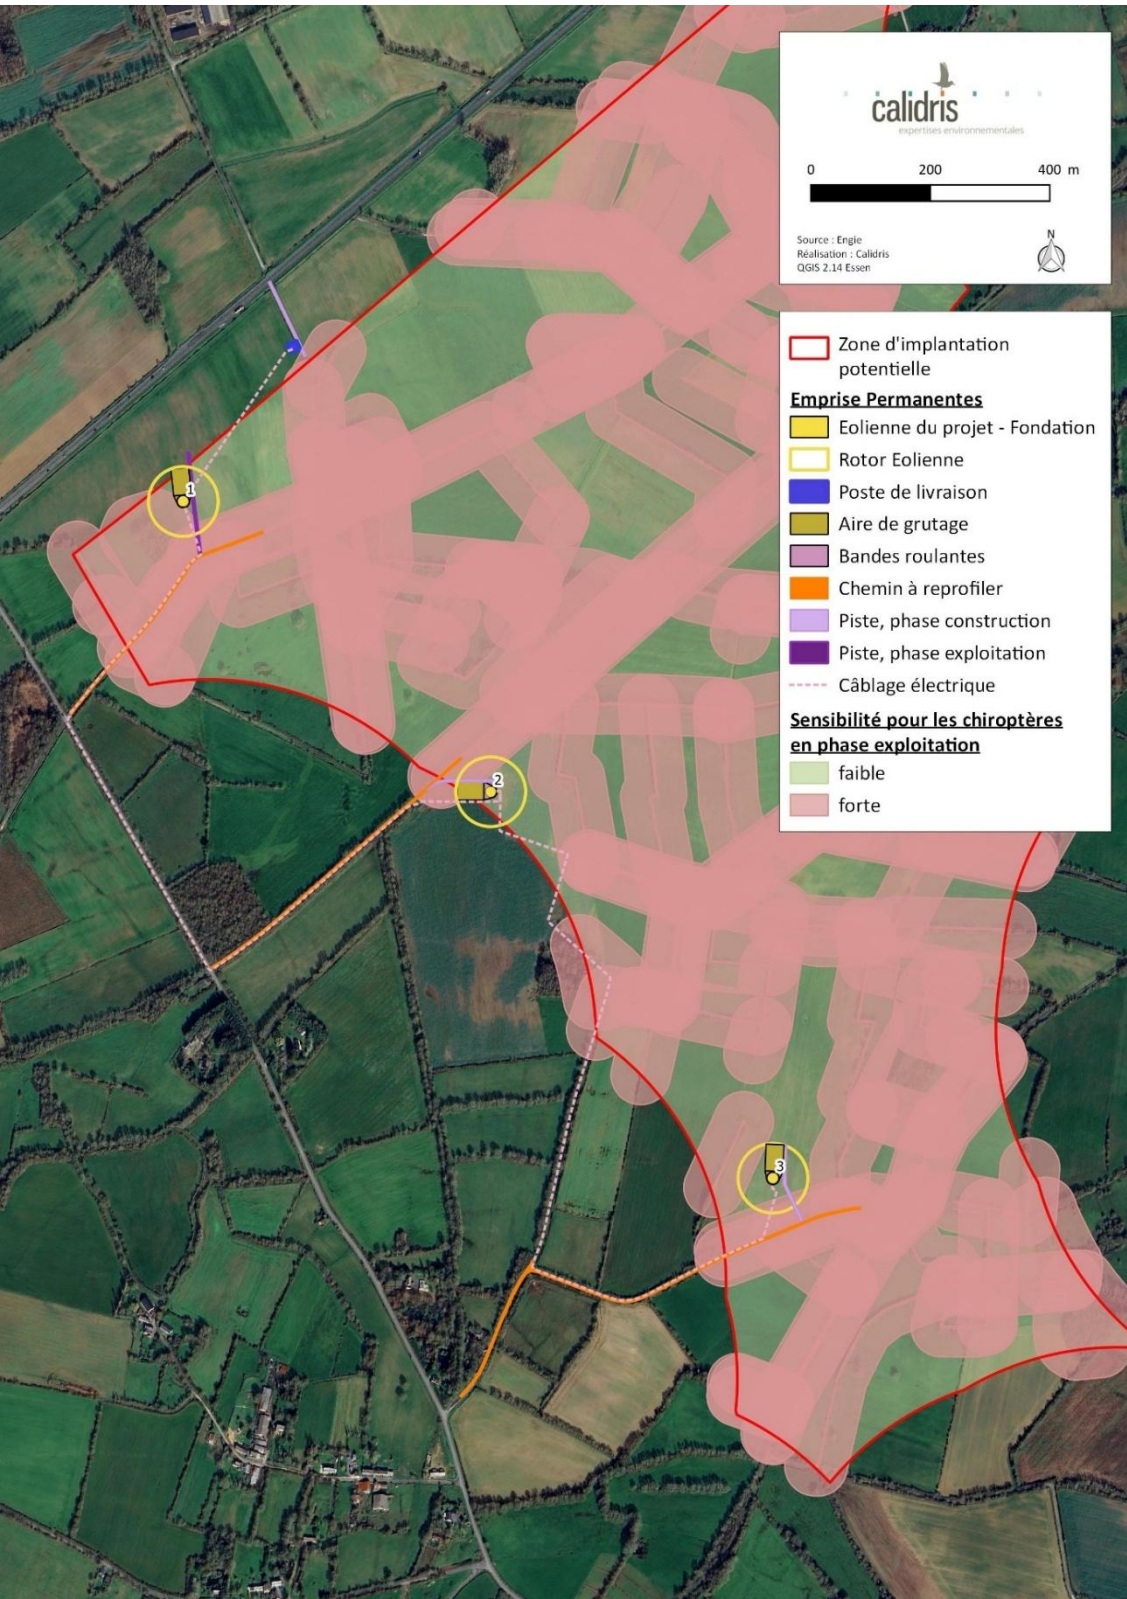 calidris
expertises environnementales
0 200 400 m
Source : Engie
Réalisation : Calidris
QGIS 2.14 Essen
N
Zone d'implantation
potentielle
Emprise Permanentes
Eolienne du projet - Fondation
Rotor Eolienne
Poste de livraison
Aire de grutage
Bandes roulantes
Chemin à reprofiler
Piste, phase construction
Piste, phase exploitation
Câblage électrique
Sensibilité pour les chiroptères
en phase exploitation
faible
forte
1
2
3